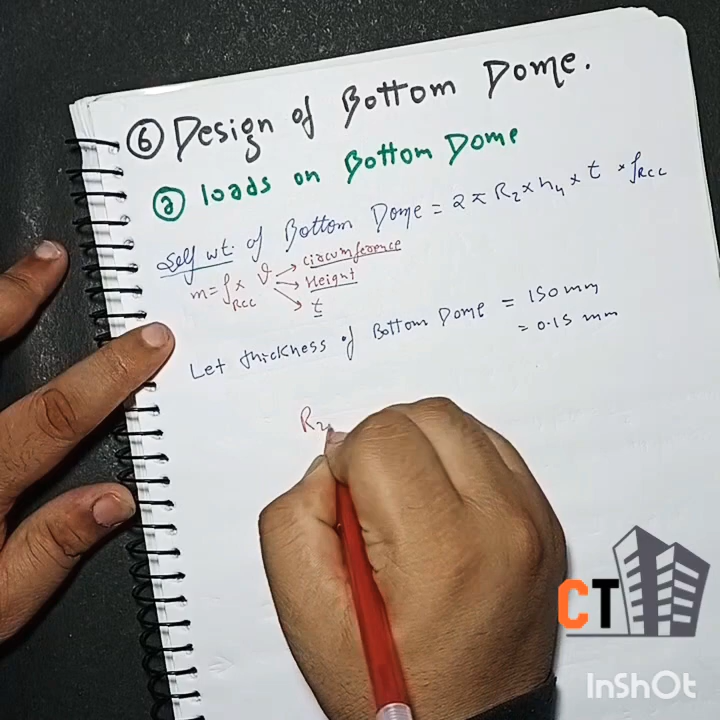 ⑥ Design of Bottom Dome.
ⓐ loads on Bottom Dome
Self wt. of Bottom Dome = 2 π R₂ × h₄ × t × ρRCC
m = ρRCC × ϑ → circumference
→ Height
→ t
Let thickness of Bottom Dome = 150 mm
= 0.15 mm
R₂
CT
InShOt